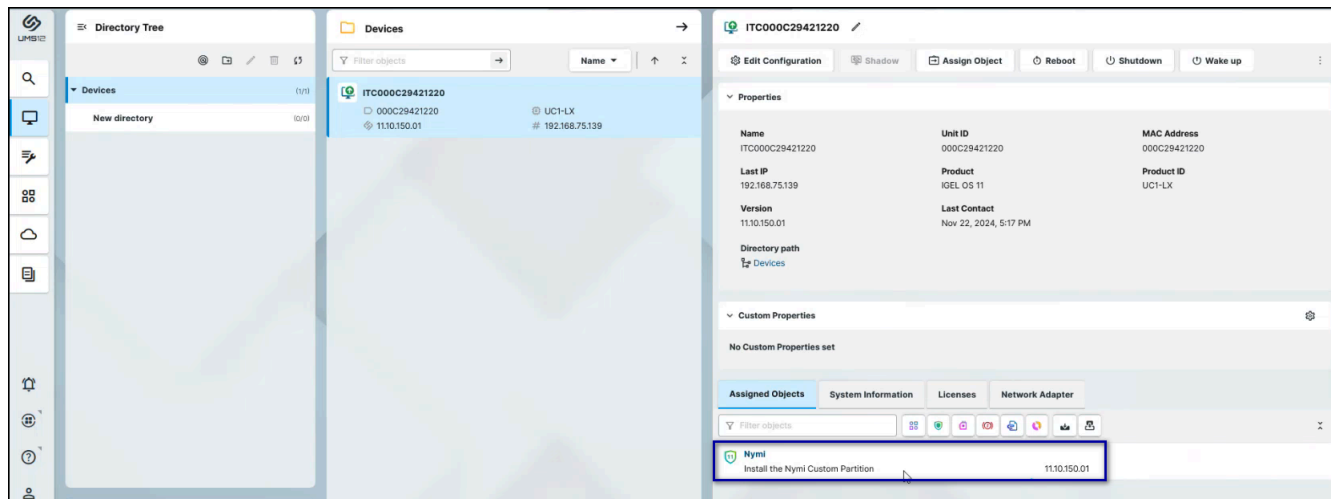 UMS12
Directory Tree
Devices (1/1)
New directory (0/0)
Devices
Filter objects
Name
ITC000C29421220
000C29421220
UC1-LX
11.10.150.01
# 192.168.75.139
ITC000C29421220
Edit Configuration
Shadow
Assign Object
Reboot
Shutdown
Wake up
Properties
Name
Unit ID
MAC Address
ITC000C29421220
000C29421220
000C29421220
Last IP
Product
Product ID
192.168.75.139
IGEL OS 11
UC1-LX
Version
Last Contact
11.10.150.01
Nov 22, 2024, 5:17 PM
Directory path
Devices
Custom Properties
No Custom Properties set
Assigned Objects
System Information
Licenses
Network Adapter
Filter objects
11
Nymi
Install the Nymi Custom Partition
11.10.150.01